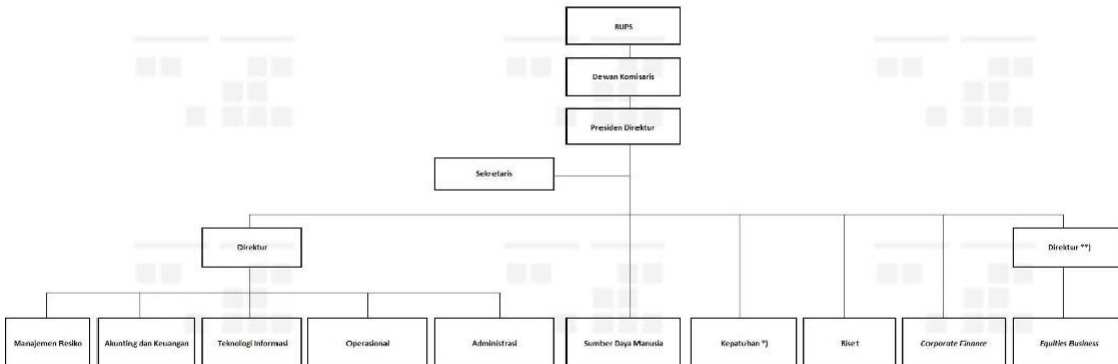 RUPS
Dewan Komisaris
Presiden Direktur
Sekretaris
Direktur
Direktur **)
Manajemen Resiko
Akunting dan Keuangan
Teknologi Informasi
Operasional
Administrasi
Sumber Daya Manusia
Kepatuhan *)
Riset
Corporate Finance
Equities Business